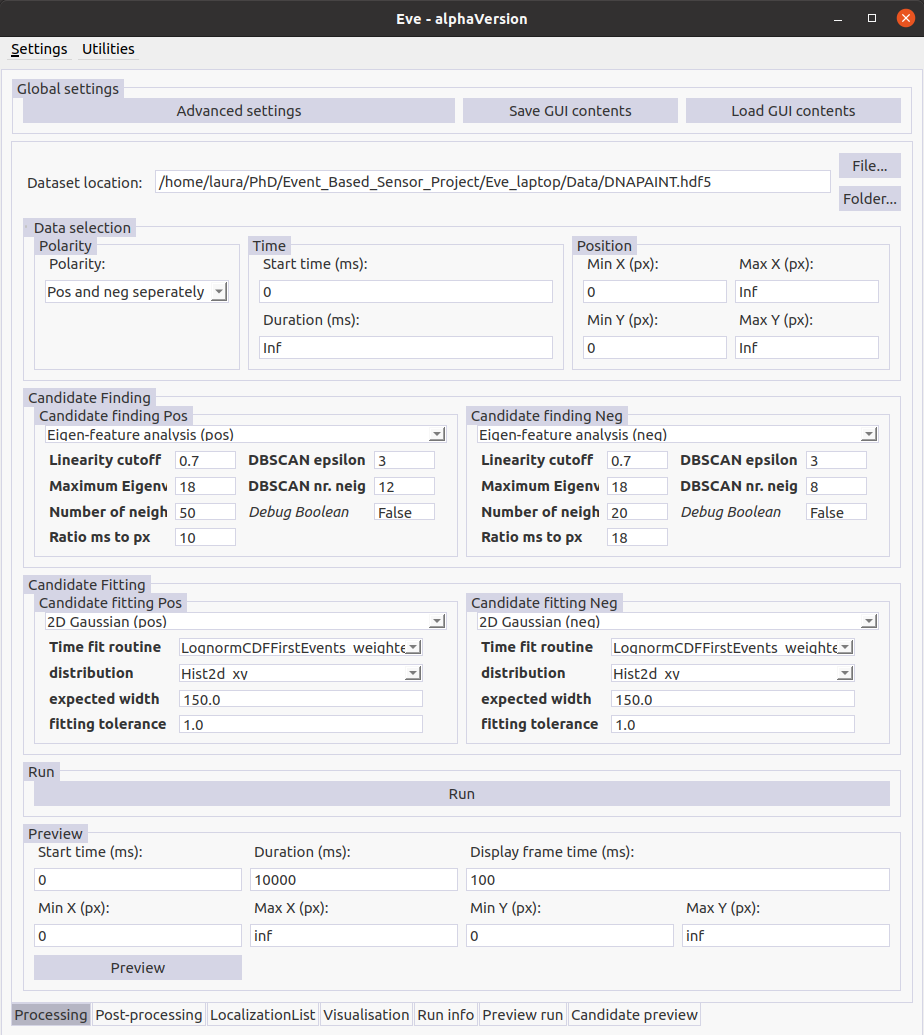 Eve - alphaVersion
Settings Utilities
Global settings
Advanced settings Save GUI contents Load GUI contents
File...
Dataset location: /home/laura/PhD/Event_Based_Sensor_Project/Eve_laptop/Data/DNAPAINT.hdf5
Folder...
Data selection
Polarity Time Position
Polarity: Start time (ms): Min X (px): Max X (px):
Pos and neg seperately 0 0 Inf
Duration (ms): Min Y (px): Max Y (px):
Inf 0 Inf
Candidate Finding
Candidate finding Pos Candidate finding Neg
Eigen-feature analysis (pos) Eigen-feature analysis (neg)
Linearity cutoff 0.7 DBSCAN epsilon 3 Linearity cutoff 0.7 DBSCAN epsilon 3
Maximum Eigenv 18 DBSCAN nr. neig 12 Maximum Eigenv 18 DBSCAN nr. neig 8
Number of neigh 50 Debug Boolean False Number of neigh 20 Debug Boolean False
Ratio ms to px 10 Ratio ms to px 18
Candidate Fitting
Candidate fitting Pos Candidate fitting Neg
2D Gaussian (pos) 2D Gaussian (neg)
Time fit routine LognormCDFFirstEvents_weighte Time fit routine LognormCDFFirstEvents_weighte
distribution Hist2d_xy distribution Hist2d_xy
expected width 150.0 expected width 150.0
fitting tolerance 1.0 fitting tolerance 1.0
Run
Run
Preview
Start time (ms): Duration (ms): Display frame time (ms):
0 10000 100
Min X (px): Max X (px): Min Y (px): Max Y (px):
0 inf 0 inf
Preview
Processing Post-processing LocalizationList Visualisation Run info Preview run Candidate preview